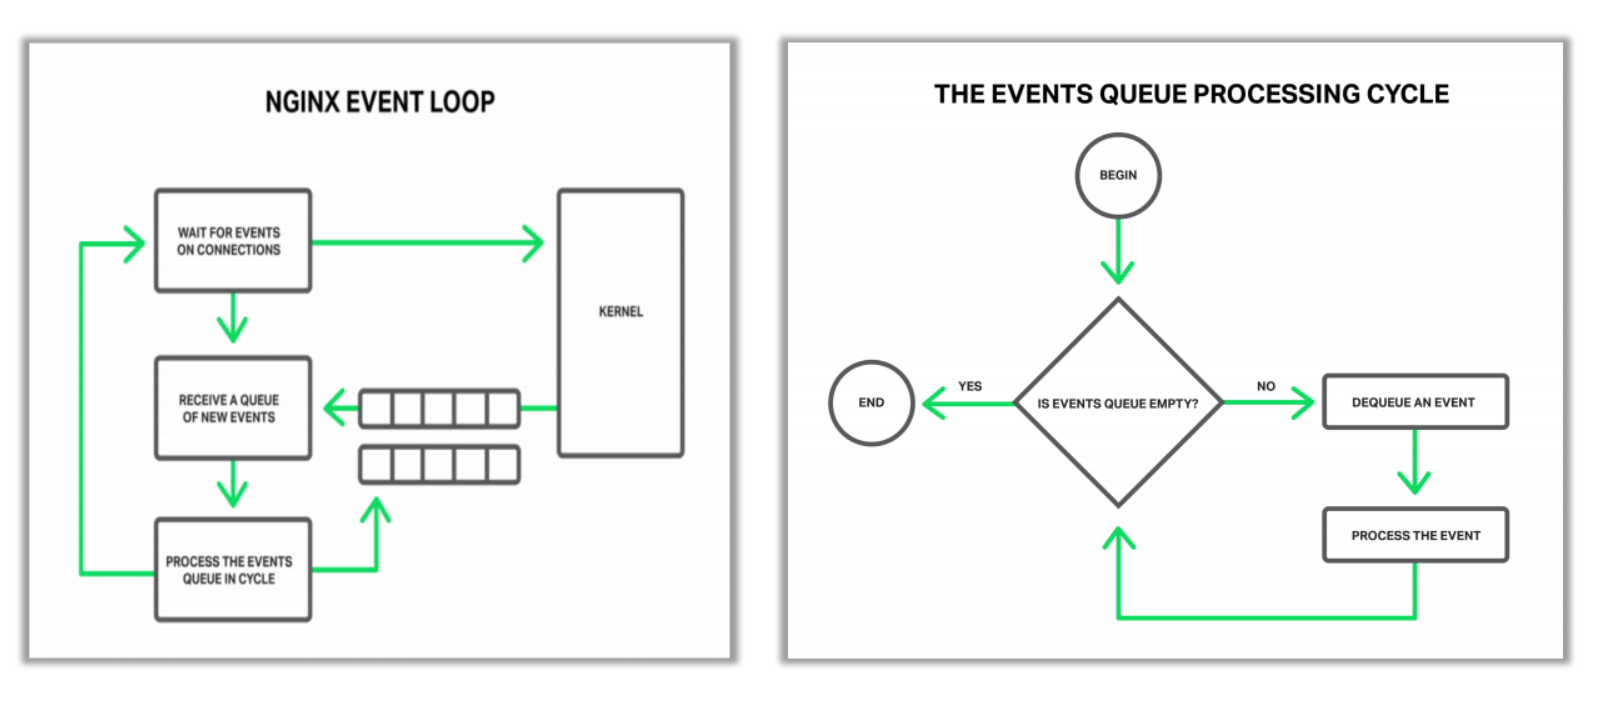 NGINX EVENT LOOP
WAIT FOR EVENTS
ON CONNECTIONS
KERNEL
RECEIVE A QUEUE
OF NEW EVENTS
PROCESS THE EVENTS
QUEUE IN CYCLE
THE EVENTS QUEUE PROCESSING CYCLE
BEGIN
END
YES
IS EVENTS QUEUE EMPTY?
NO
DEQUEUE AN EVENT
PROCESS THE EVENT